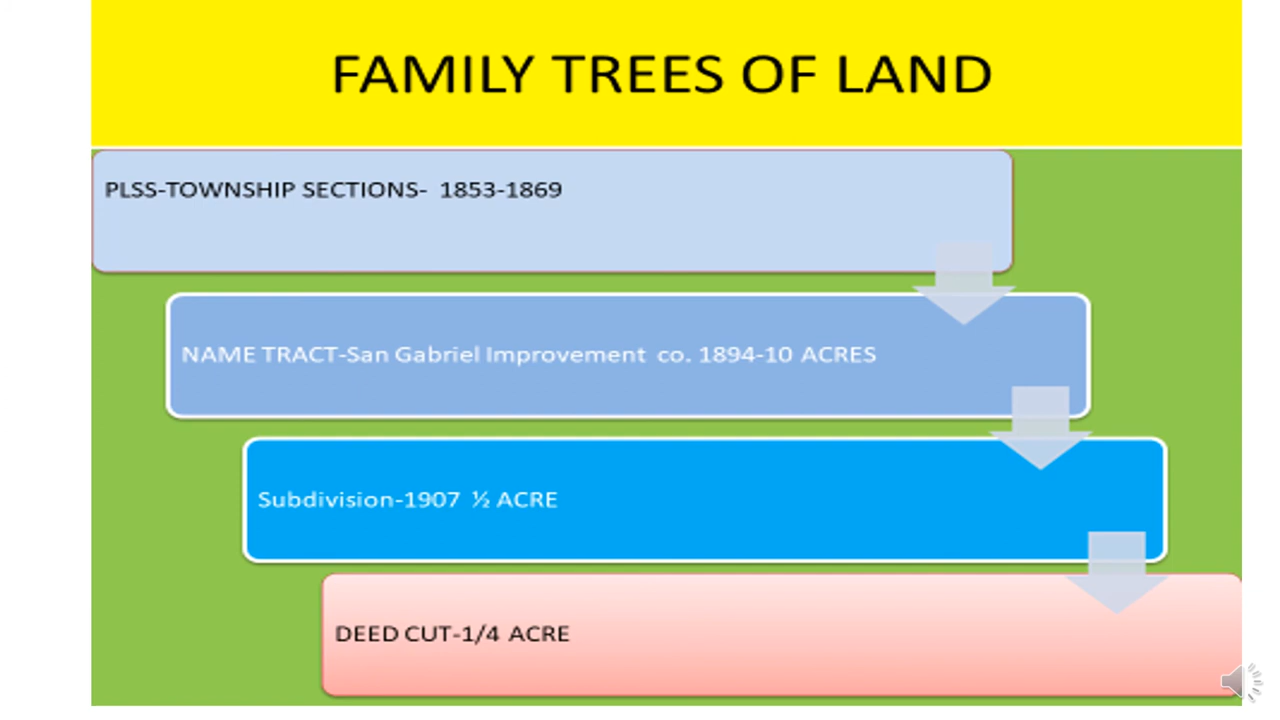 FAMILY TREES OF LAND
PLSS-TOWNSHIP SECTIONS- 1853-1869
NAME TRACT-San Gabriel Improvement co. 1894-10 ACRES
Subdivision-1907 ½ ACRE
DEED CUT-1/4 ACRE